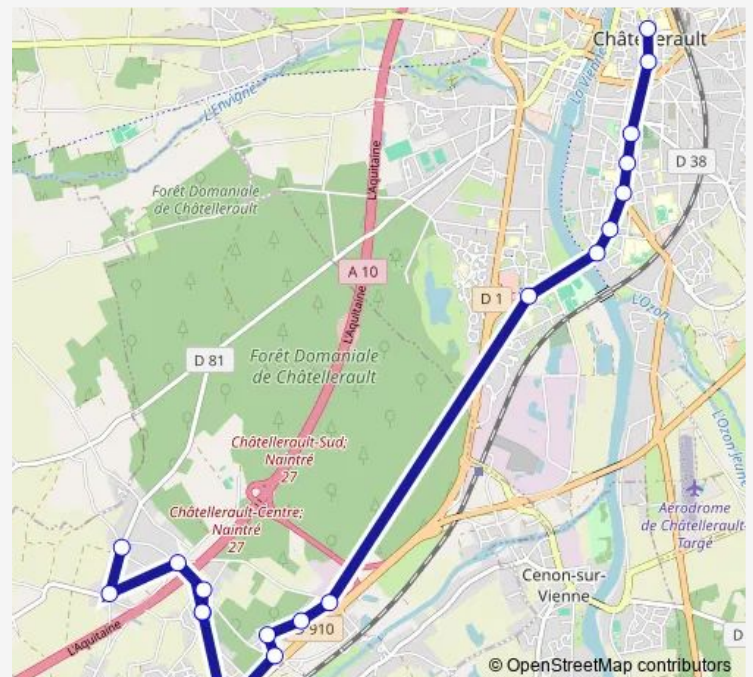 Châtellerault
La Vienne
L'Envigne
L'Aquitaine
D 38
Forêt Domaniale
de Châtellerault
A 10
D 1
L'Ozon
L'Aquitaine
D 81
Forêt Domaniale
de Châtellerault
L'Ozon jeune
Châtellerault-Sud;
Naintré
27
Châtellerault-Centre;
Naintré
27
Aérodrome
de Châtellerault-
Targé
Cenon-sur-
Vienne
910
L'Aquitaine
D
© OpenStreetMap contributors